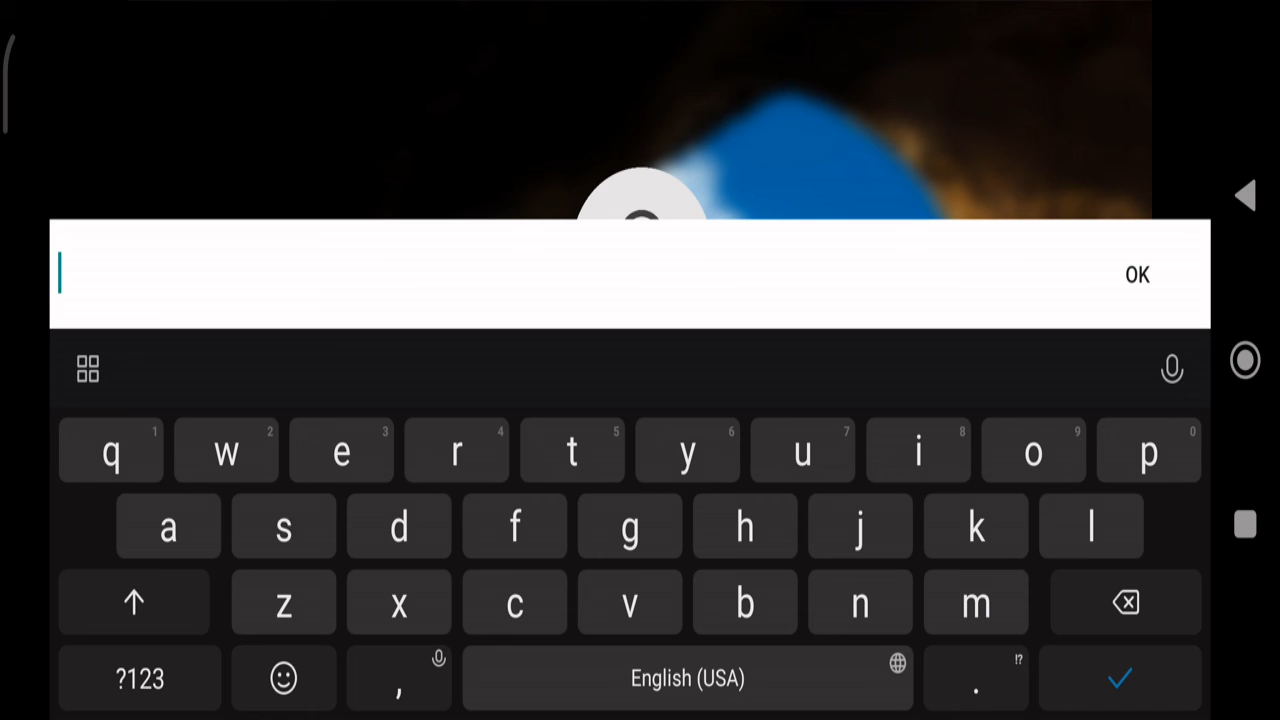 OK
q 1 w 2 e 3 r 4 t 5 y 6 u 7 i 8 o 9 p 0
a s d f g h j k l
z x c v b n m
?123 , English (USA) . !?